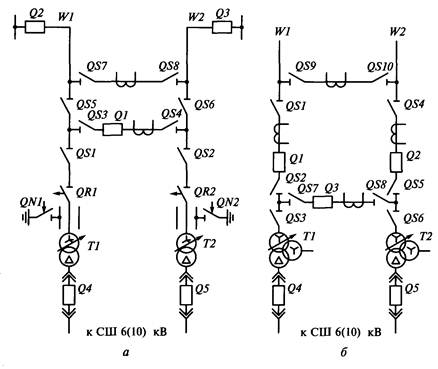 Q2 W1 W2 Q3 W1 W2
QS7 QS8 QS9 QS10
QS5 QS3 Q1 QS4 QS6 QS1 QS4
QS1 QS2 Q1 Q2
QS2 QS7 Q3 QS8 QS5
QN1 QR1 QR2 QN2 QS3 QS6
T1 T2 T1 T2
Q4 Q5 Q4 Q5
к СШ 6(10) кВ к СШ 6(10) кВ
а б